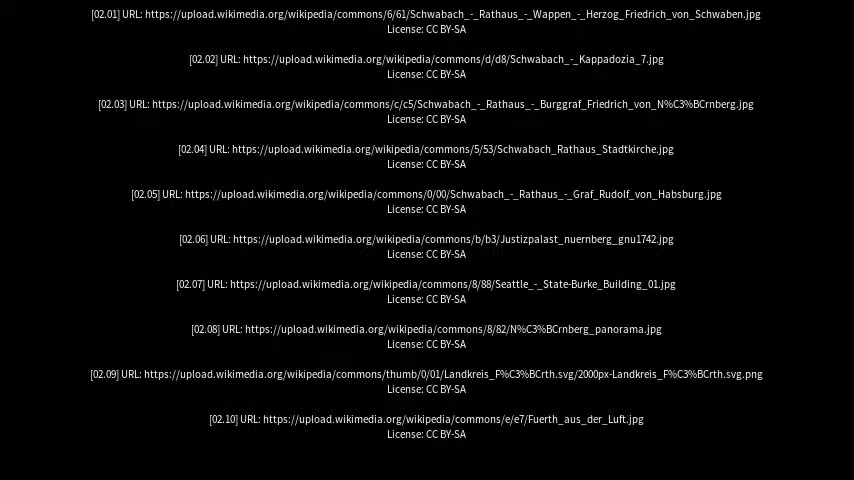 [02.01] URL: https://upload.wikimedia.org/wikipedia/commons/6/61/Schwabach_-_Rathaus_-_Wappen_-_Herzog_Friedrich_von_Schwaben.jpg
License: CC BY-SA
[02.02] URL: https://upload.wikimedia.org/wikipedia/commons/d/d8/Schwabach_-_Kappadozia_7.jpg
License: CC BY-SA
[02.03] URL: https://upload.wikimedia.org/wikipedia/commons/c/c5/Schwabach_-_Rathaus_-_Burggraf_Friedrich_von_N%C3%BCrnberg.jpg
License: CC BY-SA
[02.04] URL: https://upload.wikimedia.org/wikipedia/commons/5/53/Schwabach_Rathaus_Stadtkirche.jpg
License: CC BY-SA
[02.05] URL: https://upload.wikimedia.org/wikipedia/commons/0/00/Schwabach_-_Rathaus_-_Graf_Rudolf_von_Habsburg.jpg
License: CC BY-SA
[02.06] URL: https://upload.wikimedia.org/wikipedia/commons/b/b3/Justizpalast_nuernberg_gnu1742.jpg
License: CC BY-SA
[02.07] URL: https://upload.wikimedia.org/wikipedia/commons/8/88/Seattle_-_State-Burke_Building_01.jpg
License: CC BY-SA
[02.08] URL: https://upload.wikimedia.org/wikipedia/commons/8/82/N%C3%BCrnberg_panorama.jpg
License: CC BY-SA
[02.09] URL: https://upload.wikimedia.org/wikipedia/commons/thumb/0/01/Landkreis_F%C3%BCrth.svg/2000px-Landkreis_F%C3%BCrth.svg.png
License: CC BY-SA
[02.10] URL: https://upload.wikimedia.org/wikipedia/commons/e/e7/Fuerth_aus_der_Luft.jpg
License: CC BY-SA